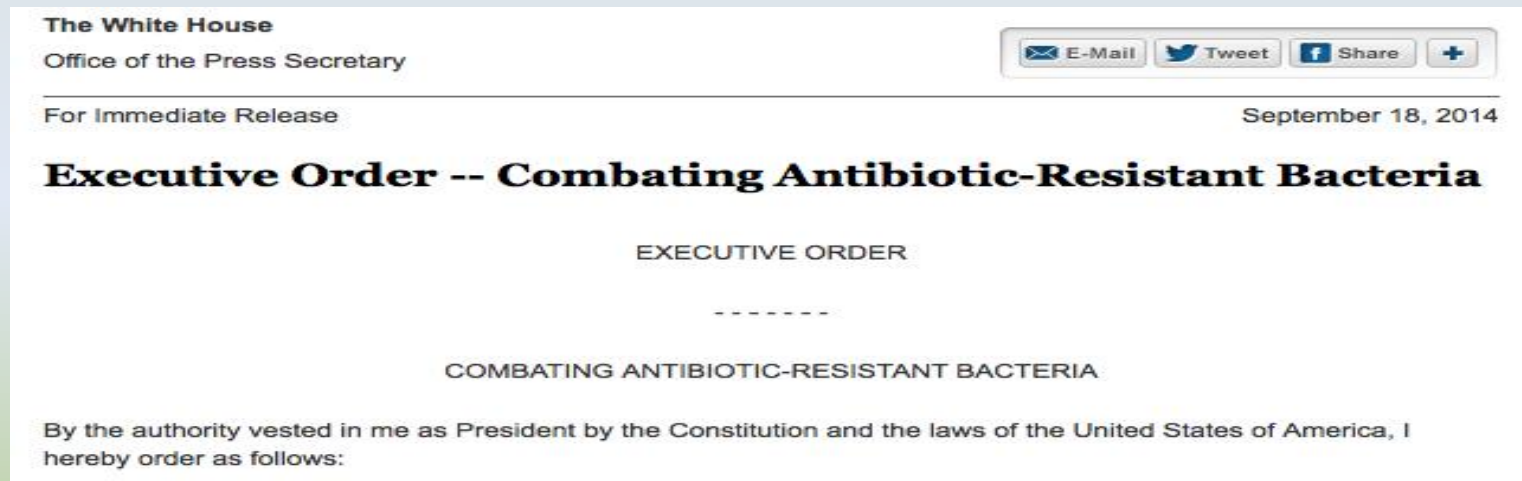 The White House
Office of the Press Secretary
E-Mail Tweet Share +
For Immediate Release September 18, 2014
Executive Order -- Combating Antibiotic-Resistant Bacteria
EXECUTIVE ORDER
- - - - - - -
COMBATING ANTIBIOTIC-RESISTANT BACTERIA
By the authority vested in me as President by the Constitution and the laws of the United States of America, I
hereby order as follows: